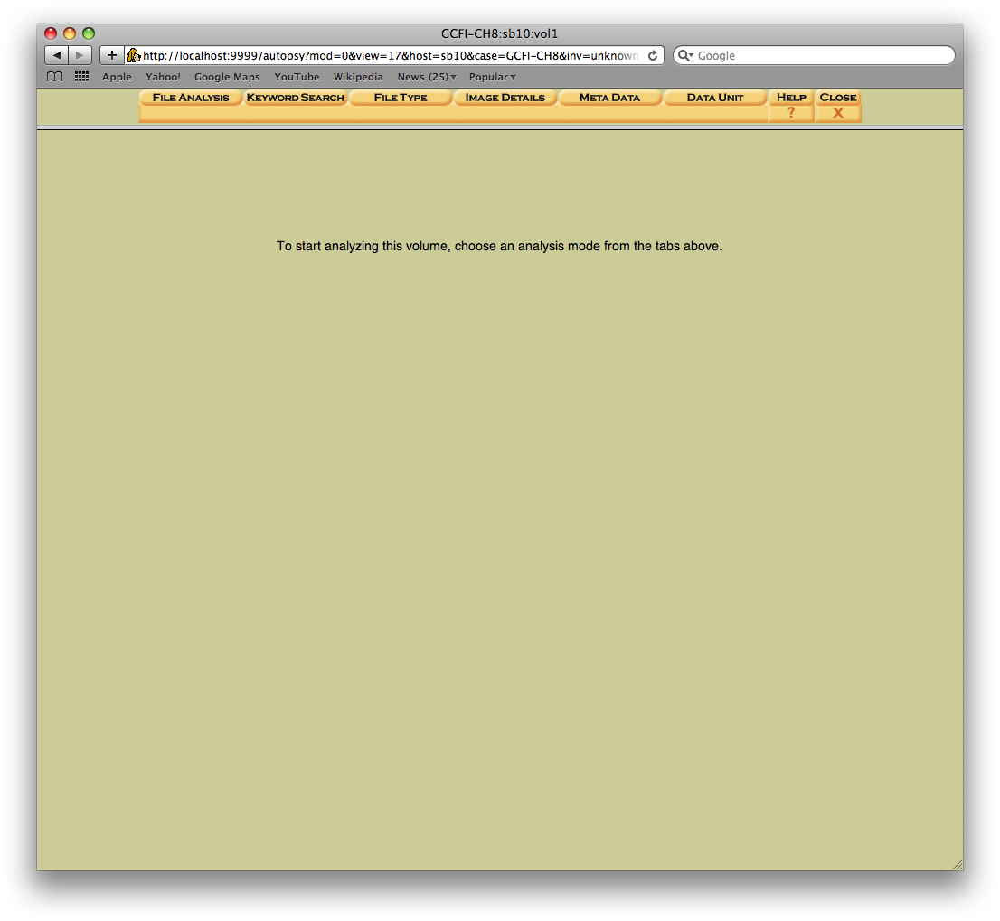 GCFI-CH8:sb10:vol1
http://localhost:9999/autopsy?mod=0&view=17&host=sb10&case=GCFI-CH8&inv=unknown
Google
Apple Yahoo! Google Maps YouTube Wikipedia News (25) Popular
FILE ANALYSIS KEYWORD SEARCH FILE TYPE IMAGE DETAILS META DATA DATA UNIT HELP CLOSE
? X
To start analyzing this volume, choose an analysis mode from the tabs above.